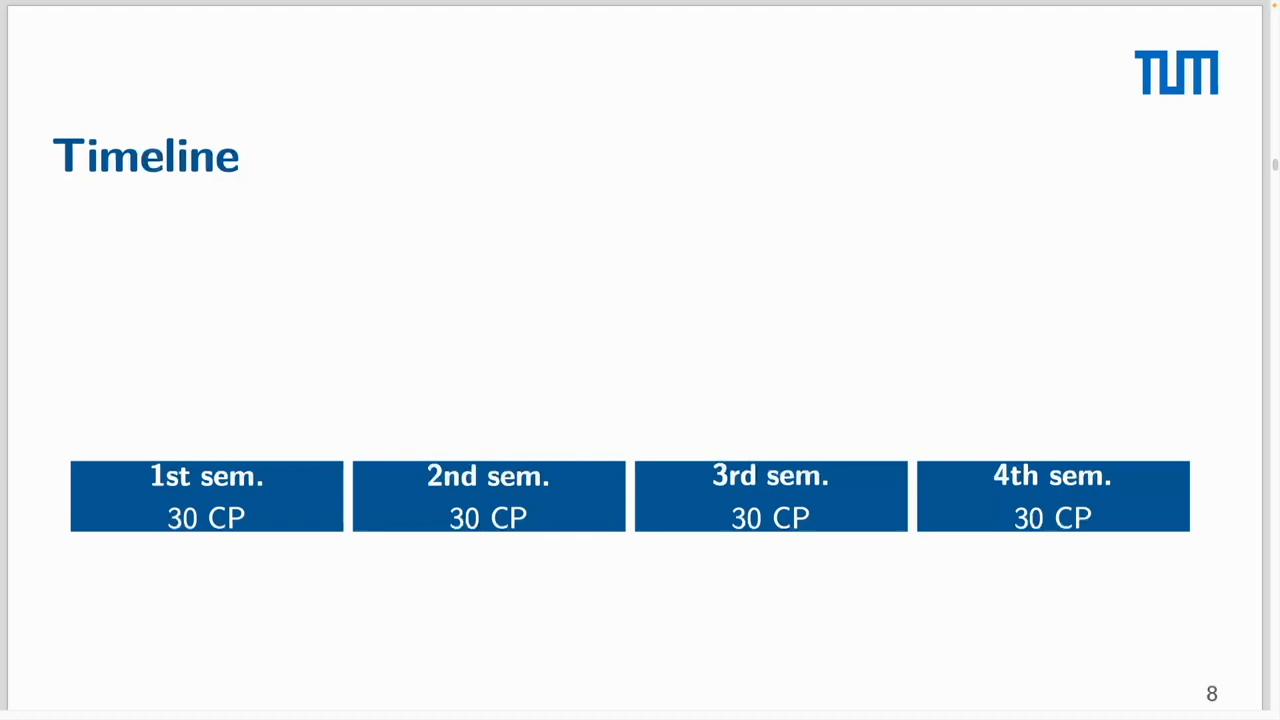 TUM
Timeline
1st sem.
30 CP
2nd sem.
30 CP
3rd sem.
30 CP
4th sem.
30 CP
8